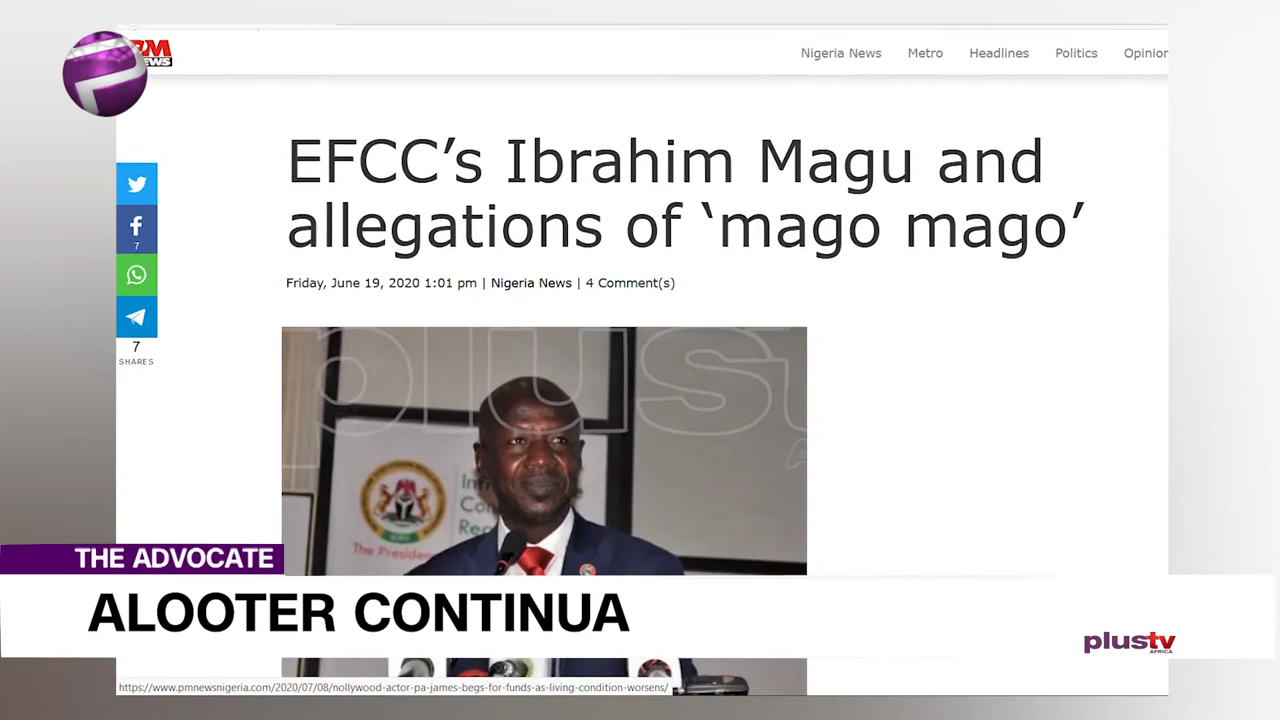 PM
NEWS
Nigeria News Metro Headlines Politics Opinion
EFCC’s Ibrahim Magu and
allegations of ‘mago mago’
Friday, June 19, 2020 1:01 pm | Nigeria News | 4 Comment(s)
7
7
SHARES
plust
The Presiden
THE ADVOCATE
ALOOTER CONTINUA
plustv
AFRICA
https://www.pmnewsnigeria.com/2020/07/08/nollywood-actor-pa-james-begs-for-funds-as-living-condition-worsens/